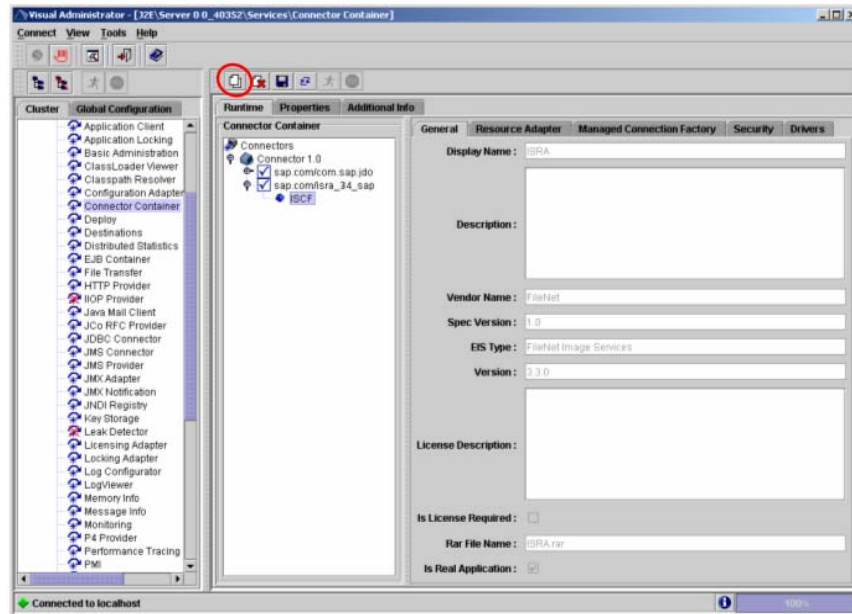 Visual Administrator - [J2E\Server 0 0_40352\Services\Connector Container]
Connect View Tools Help
Cluster Global Configuration
Application Client
Application Locking
Basic Administration
ClassLoader Viewer
Classpath Resolver
Configuration Adapter
Connector Container
Deploy
Destinations
Distributed Statistics
EJB Container
File Transfer
HTTP Provider
IIOP Provider
Java Mail Client
JCo RFC Provider
JDBC Connector
JMS Connector
JMS Provider
JMX Adapter
JMX Notification
JNDI Registry
Key Storage
Leak Detector
Licensing Adapter
Locking Adapter
Log Configurator
LogViewer
Memory Info
Message Info
Monitoring
P4 Provider
Performance Tracing
PMI
Runtime Properties Additional Info
Connector Container
Connectors
Connector 1.0
sap.com/com.sap.jdo
sap.com/isra_34_sap
ISCF
General Resource Adapter Managed Connection Factory Security Drivers
Display Name : ISRA
Description :
Vendor Name : FileNet
Spec Version : 1.0
EIS Type : FileNet Image Services
Version : 3.3.0
License Description :
Is License Required :
Rar File Name : ISRA.rar
Is Real Application :
Connected to localhost
100%